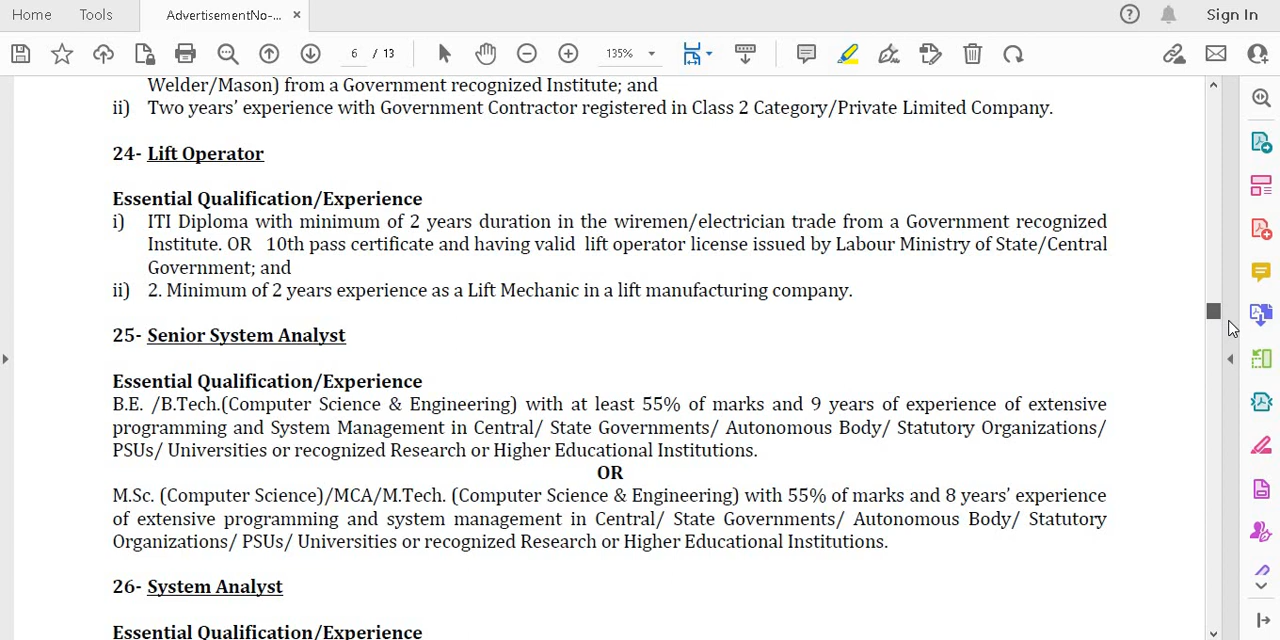 Home Tools AdvertisementNo-... × Sign In
6 / 13 135%
Welder/Mason) from a Government recognized Institute; and
ii) Two years’ experience with Government Contractor registered in Class 2 Category/Private Limited Company.
24- Lift Operator
Essential Qualification/Experience
i) ITI Diploma with minimum of 2 years duration in the wiremen/electrician trade from a Government recognized
Institute. OR 10th pass certificate and having valid lift operator license issued by Labour Ministry of State/Central
Government; and
ii) 2. Minimum of 2 years experience as a Lift Mechanic in a lift manufacturing company.
25- Senior System Analyst
Essential Qualification/Experience
B.E. /B.Tech.(Computer Science & Engineering) with at least 55% of marks and 9 years of experience of extensive
programming and System Management in Central/ State Governments/ Autonomous Body/ Statutory Organizations/
PSUs/ Universities or recognized Research or Higher Educational Institutions.
OR
M.Sc. (Computer Science)/MCA/M.Tech. (Computer Science & Engineering) with 55% of marks and 8 years’ experience
of extensive programming and system management in Central/ State Governments/ Autonomous Body/ Statutory
Organizations/ PSUs/ Universities or recognized Research or Higher Educational Institutions.
26- System Analyst
Essential Qualification/Experience